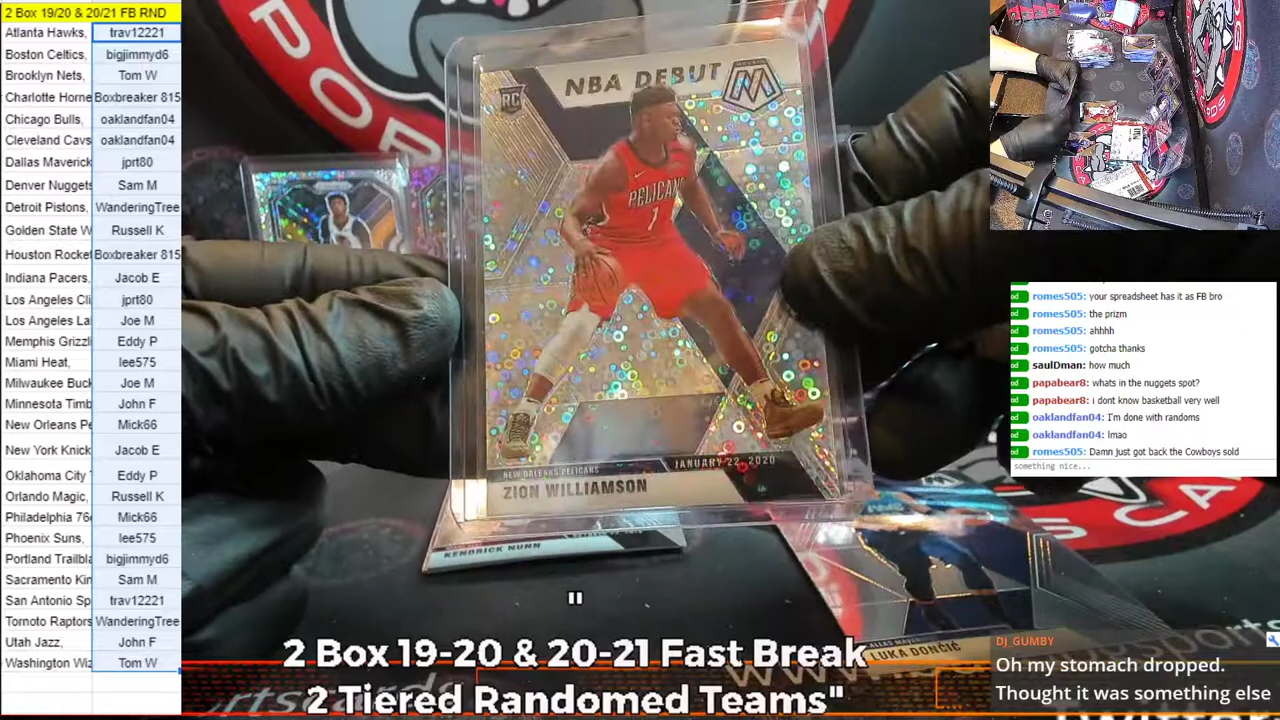 2 Box 19/20 & 20/21 FB RND
Atlanta Hawks, trav12221
Boston Celtics, bigjimmyd6
Brooklyn Nets, Tom W
Charlotte Horne Boxbreaker 815
Chicago Bulls, oaklandfan04
Cleveland Cavs oaklandfan04
Dallas Maverick jprt80
Denver Nuggets Sam M
Detroit Pistons, WanderingTree
Golden State W Russell K
Houston Rocket Boxbreaker 815
Indiana Pacers, Jacob E
Los Angeles Cli jprt80
Los Angeles La Joe M
Memphis Grizzl Eddy P
Miami Heat, lee575
Milwaukee Buck Joe M
Minnesota Timb John F
New Orleans Pe Mick66
New York Knick Jacob E
Oklahoma City Eddy P
Orlando Magic, Russell K
Philadelphia 76 Mick66
Phoenix Suns, lee575
Portland Trailbla bigjimmyd6
Sacramento Kin Sam M
San Antonio Sp trav12221
Tornoto Raptors WanderingTree
Utah Jazz, John F
Washington Wiz Tom W
NBA DEBUT
MOSAIC
RC
PELICANS
1
NEW ORLEANS PELICANS
JANUARY 22, 2020
ZION WILLIAMSON
KENDRICK NUNN
LUKA DONČIĆ
"
2 Box 19-20 & 20-21 Fast Break
2 Tiered Randomed Teams"
romes505: your spreadsheet has it as FB bro
romes505: the prizm
romes505: ahhhh
romes505: gotcha thanks
saulDman: how much
papabear8: whats in the nuggets spot?
papabear8: i dont know basketball very well
oaklandfan04: I'm done with randoms
oaklandfan04: lmao
romes505: Damn just got back the Cowboys sold
something nice...
DJ_GUMBY
Oh my stomach dropped.
Thought it was something else